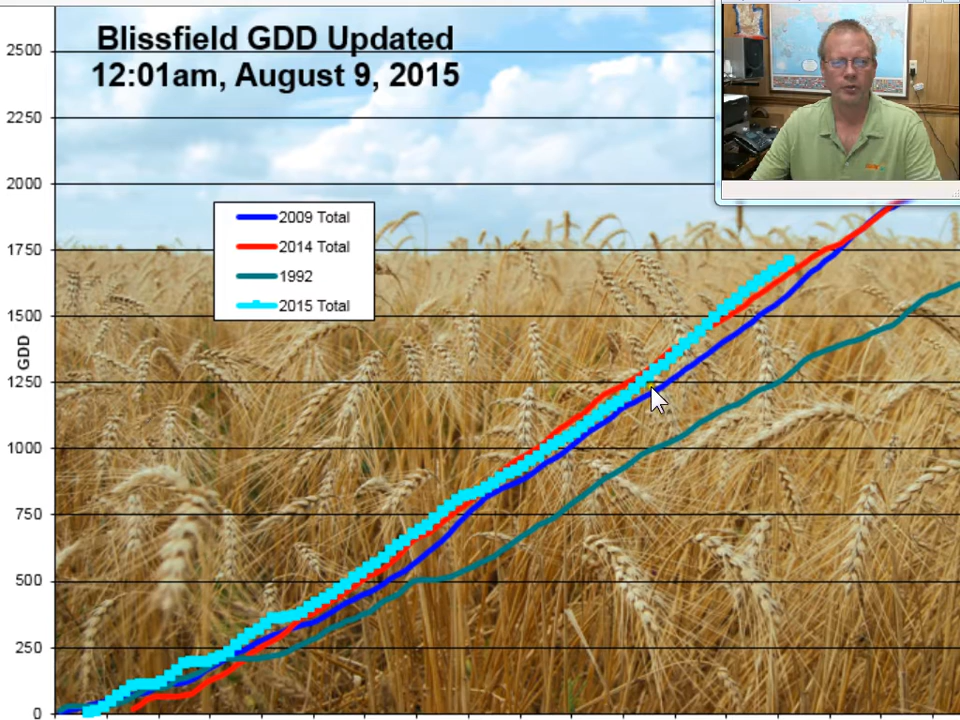 Blissfield GDD Updated
12:01am, August 9, 2015
2500
2250
2000
1750
1500
1250
1000
750
500
250
0
GDD
2009 Total
2014 Total
1992
2015 Total